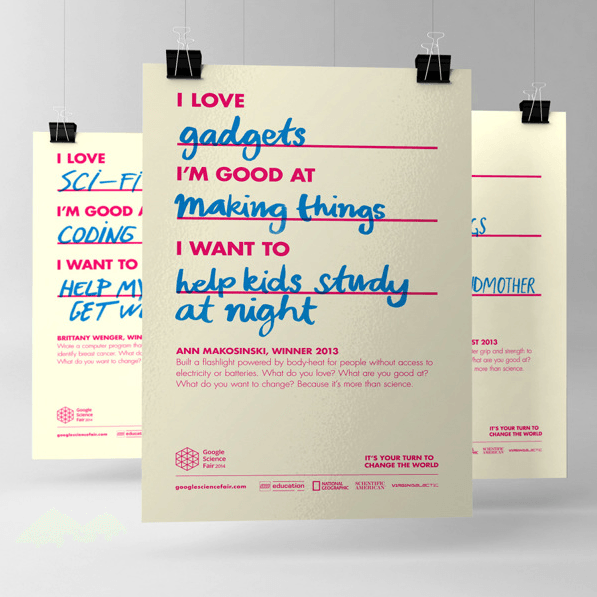 I LOVE
gadgets
I'M GOOD AT
making things
I WANT TO
help kids study
at night
ANN MAKOSINSKI, WINNER 2013
Built a flashlight powered by body-heat for people without access to
electricity or batteries. What do you love? What are you good at?
What do you want to change? Because it's more than science.
Google
Science
Fair 2014
IT'S YOUR TURN TO
CHANGE THE WORLD
googlesciencefair.com
education
NATIONAL
GEOGRAPHIC
SCIENTIFIC
AMERICAN
VIRGIN GALACTIC
I LOVE
SCI-FI
I'M GOOD A
CODING
I WANT TO
HELP MY
GET W
BRITTANY WENGER, WIN
Wrote a computer program tha
identify breast cancer. What do
What do you want to change?
Google
Science
Fair 2014
googlesciencefair.com
educat
GS
NDMOTHER
ST 2013
er grip and strength to
more than science.
IT'S YOUR TURN TO
CHANGE THE WORLD
SCIENTIFIC
AMERICAN
VIRGIN GALACTIC